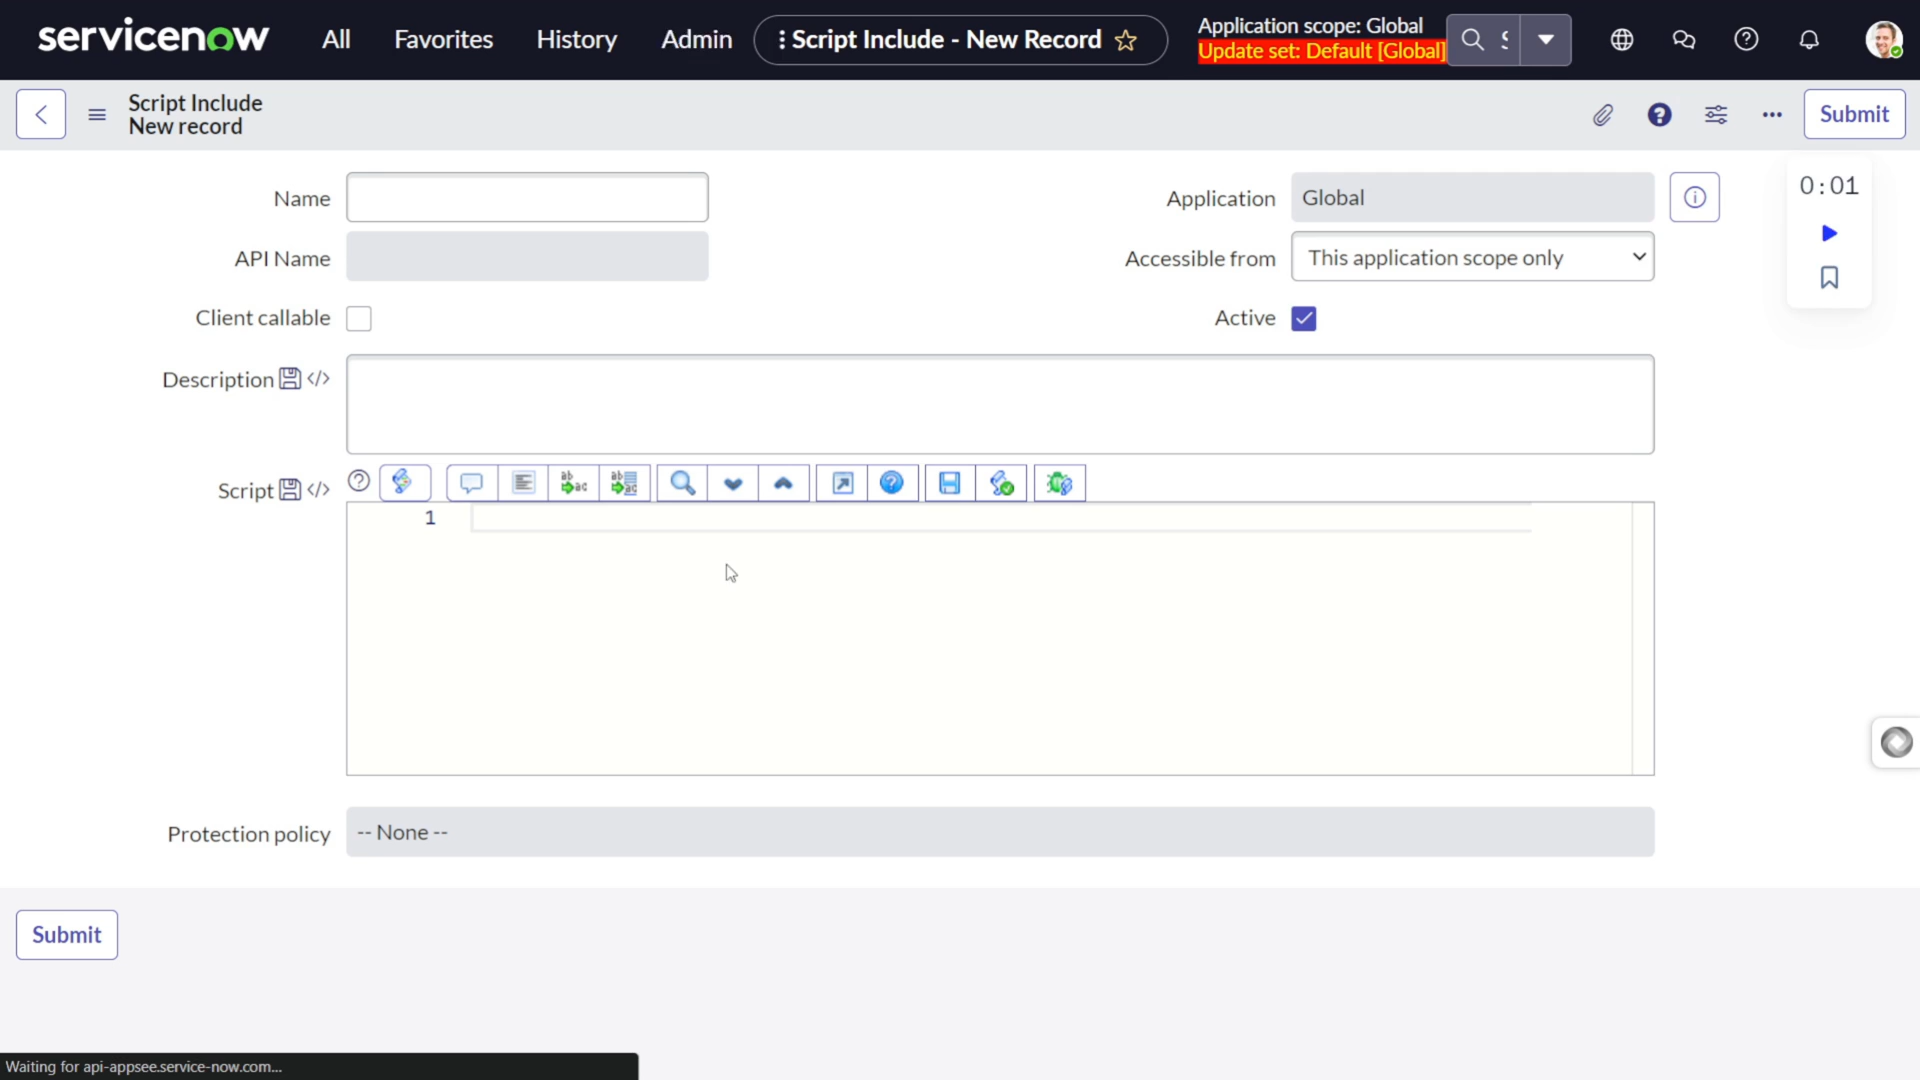 servicenow
All
Favorites
History
Admin
Script Include - New Record
Application scope: Global
Update set: Default [Global]
Script Include
New record
Submit
Name
Application
Global
0:01
API Name
Accessible from
This application scope only
Client callable
Active
Description </>
Script </>
1
Protection policy
-- None --
Submit
Waiting for api-appsee.service-now.com...